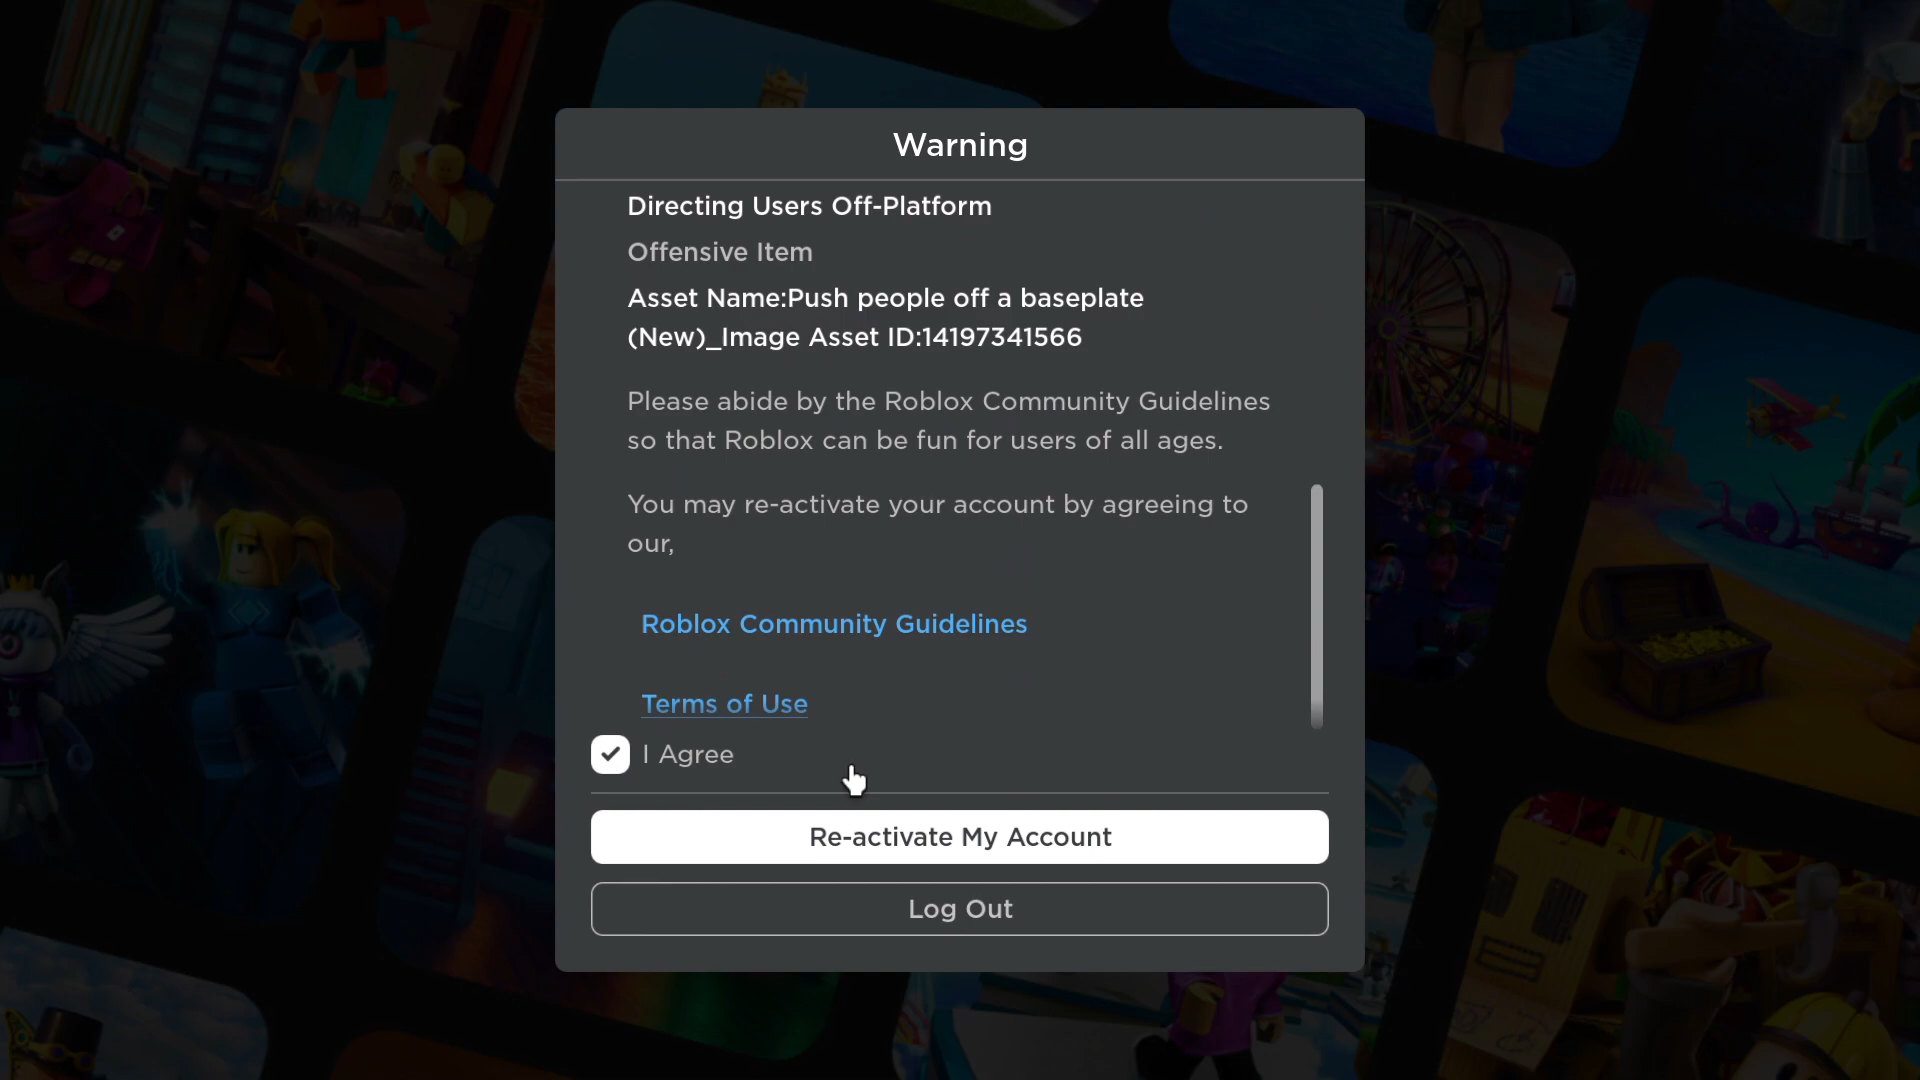 Warning
Directing Users Off-Platform
Offensive Item
Asset Name:Push people off a baseplate
(New)_Image Asset ID:14197341566
Please abide by the Roblox Community Guidelines
so that Roblox can be fun for users of all ages.
You may re-activate your account by agreeing to
our,
Roblox Community Guidelines
Terms of Use
I Agree
Re-activate My Account
Log Out